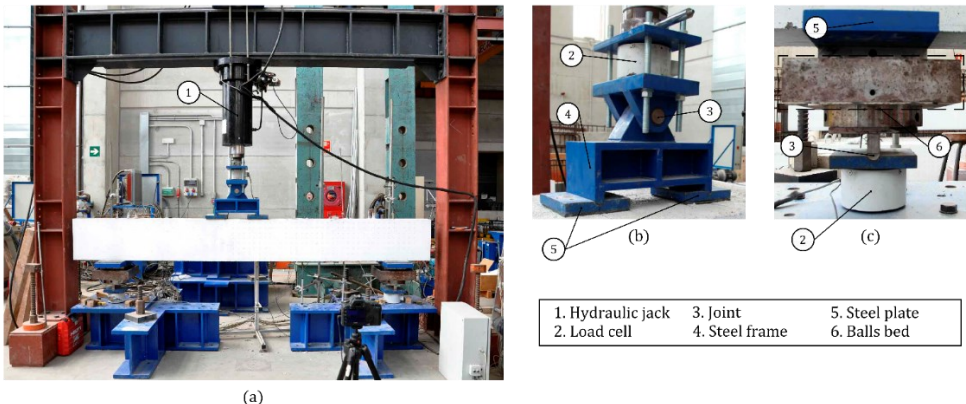 1
(a)
2
3
4
5
(b)
5
3
6
2
(c)
1. Hydraulic jack 3. Joint 5. Steel plate
2. Load cell 4. Steel frame 6. Balls bed